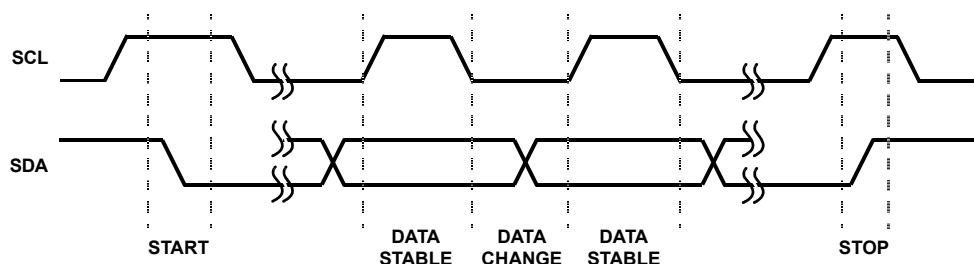 SCL
SDA
START
DATA
STABLE
DATA
CHANGE
DATA
STABLE
STOP